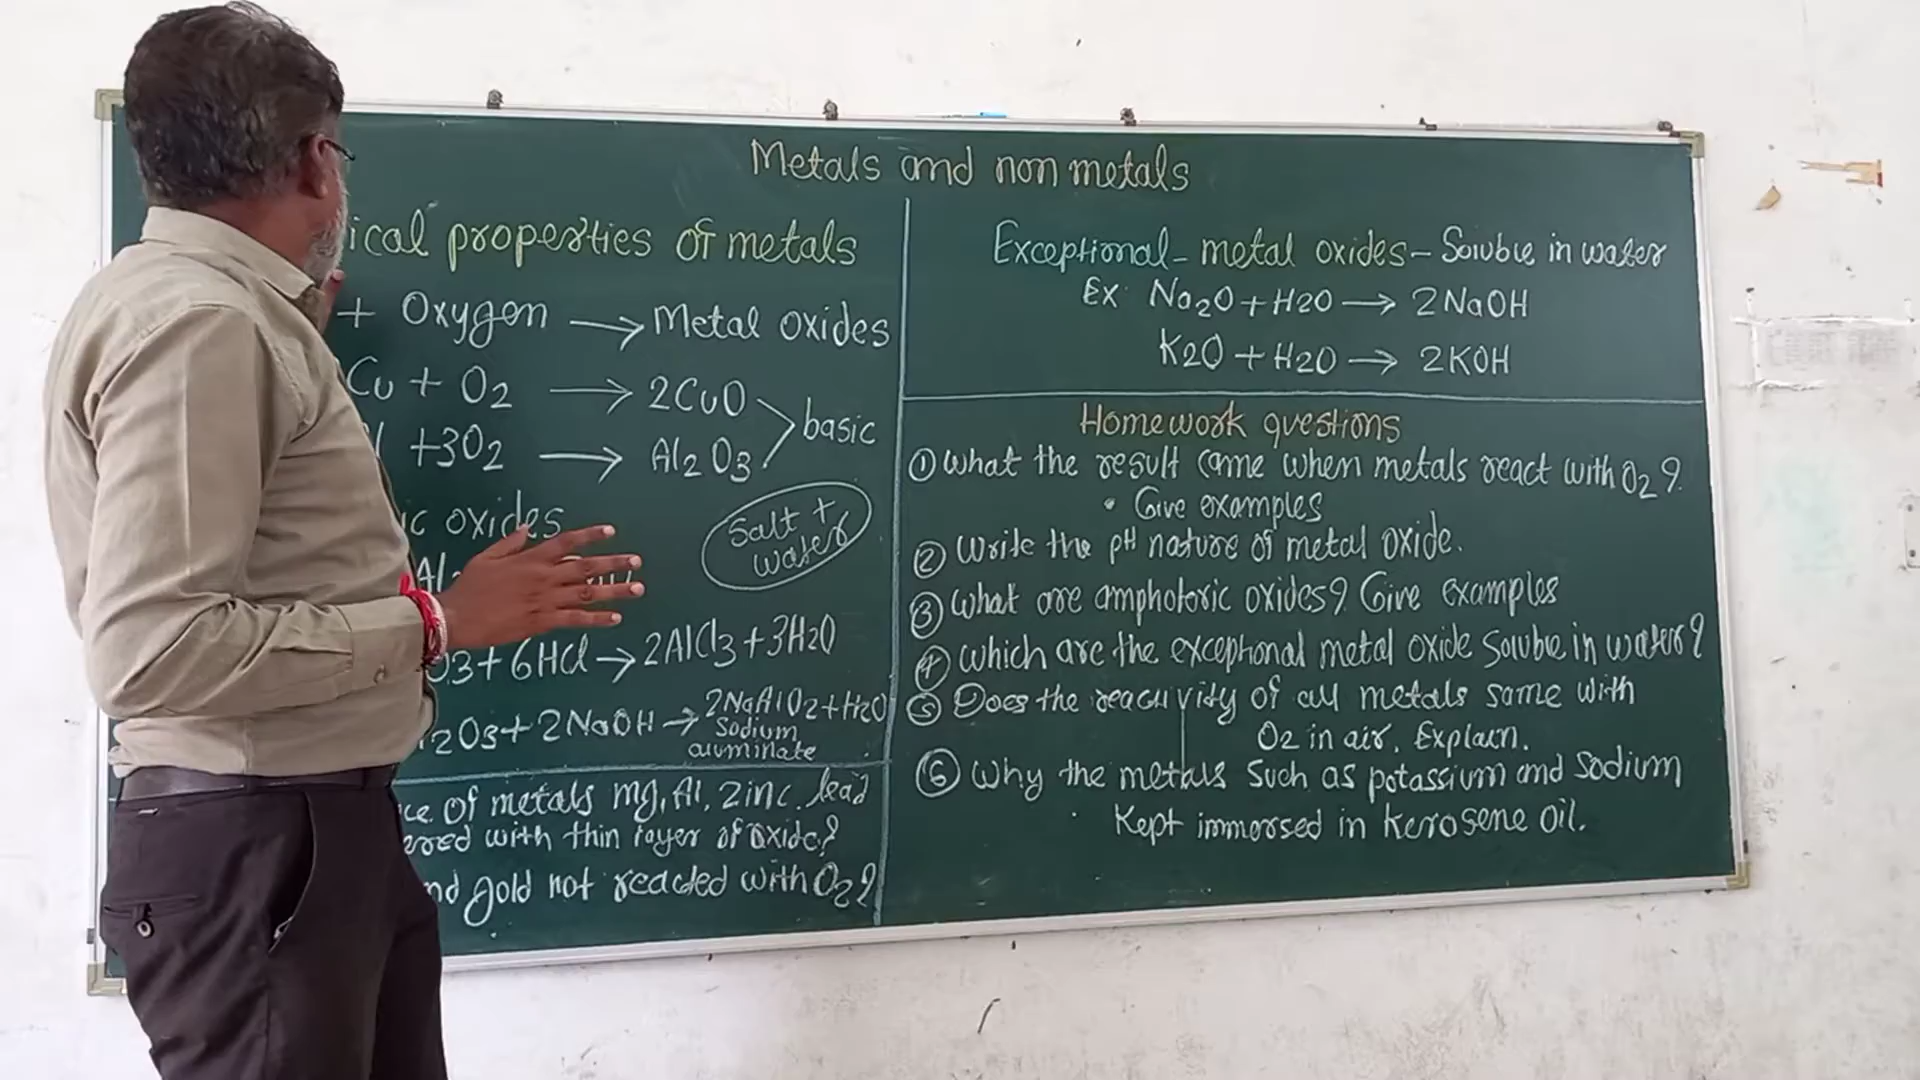 Metals and non metals
ical properties of metals
+ Oxygen → Metal oxides
Cu + O2 → 2CuO
+3O2 → Al2O3
basic
ic oxides
Salt +
water
O3+6HCl→2AlCl3+3H2O
2O3+2NaOH→2NaAlO2+H2O
Sodium
aluminate
ce of metals mg, Al, Zinc, lead
ered with thin layer of oxide?
nd gold not reacted with O2?
Exceptional - metal oxides - Soluble in water
Ex: Na2O+H2O → 2NaOH
K2O+H2O → 2KOH
Homework questions
① What the result came when metals react with O2?
• Give examples
② Write the pH nature of metal oxide.
③ What are amphoteric oxides? Give examples
④ Which are the exceptional metal oxide soluble in water?
⑤ Does the reactivity of all metals same with
O2 in air. Explain.
⑥ Why the metals such as potassium and sodium
Kept immersed in kerosene oil.